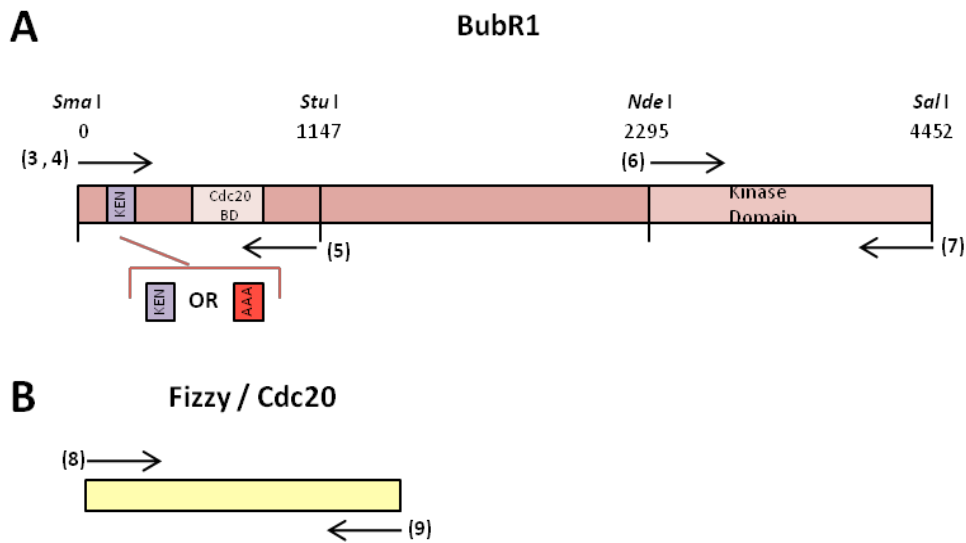 A
BubR1
Sma I Stu I Nde I Sal I
0 1147 2295 4452
(3 , 4) (6)
KEN Cdc20 BD Kinase Domain
(5) (7)
KEN OR AAA
B
Fizzy / Cdc20
(8)
(9)